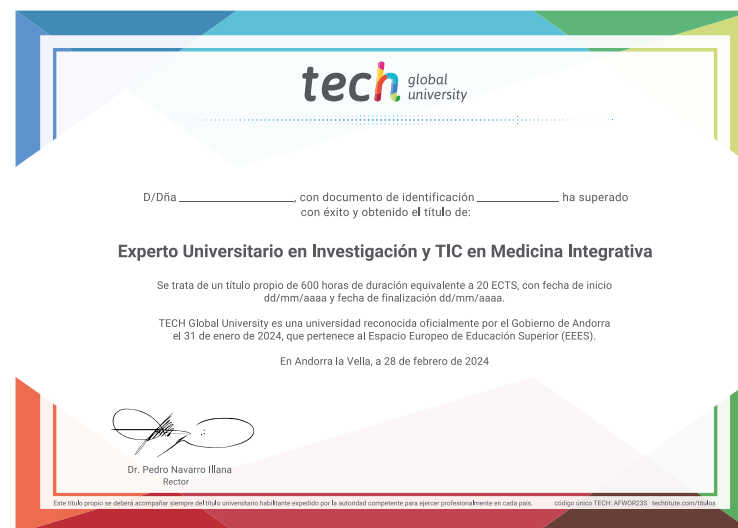 tech global university
D/Dña ____________________, con documento de identificación ______________ ha superado
con éxito y obtenido el título de:
Experto Universitario en Investigación y TIC en Medicina Integrativa
Se trata de un título propio de 600 horas de duración equivalente a 20 ECTS, con fecha de inicio
dd/mm/aaaa y fecha de finalización dd/mm/aaaa.
TECH Global University es una universidad reconocida oficialmente por el Gobierno de Andorra
el 31 de enero de 2024, que pertenece al Espacio Europeo de Educación Superior (EEES).
En Andorra la Vella, a 28 de febrero de 2024
Dr. Pedro Navarro Illana
Rector
Este título propio se deberá acompañar siempre del título universitario habilitante expedido por la autoridad competente para ejercer profesionalmente en cada país. código único TECH: AFWOR23S techtitute.com/titulos